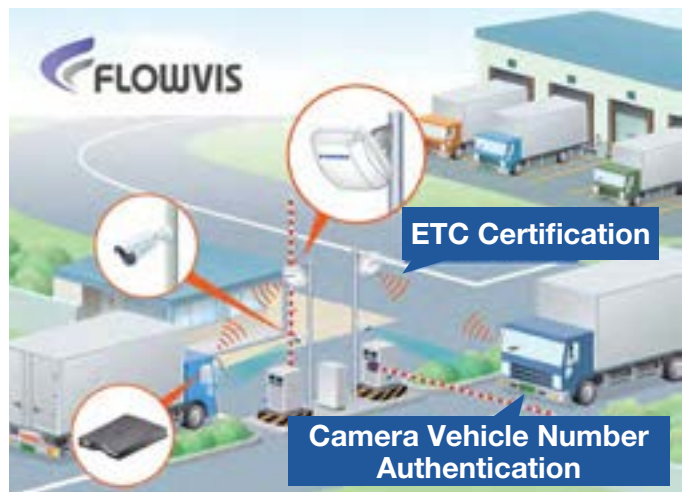 FLOWVIS
ETC Certification
Camera Vehicle Number
Authentication